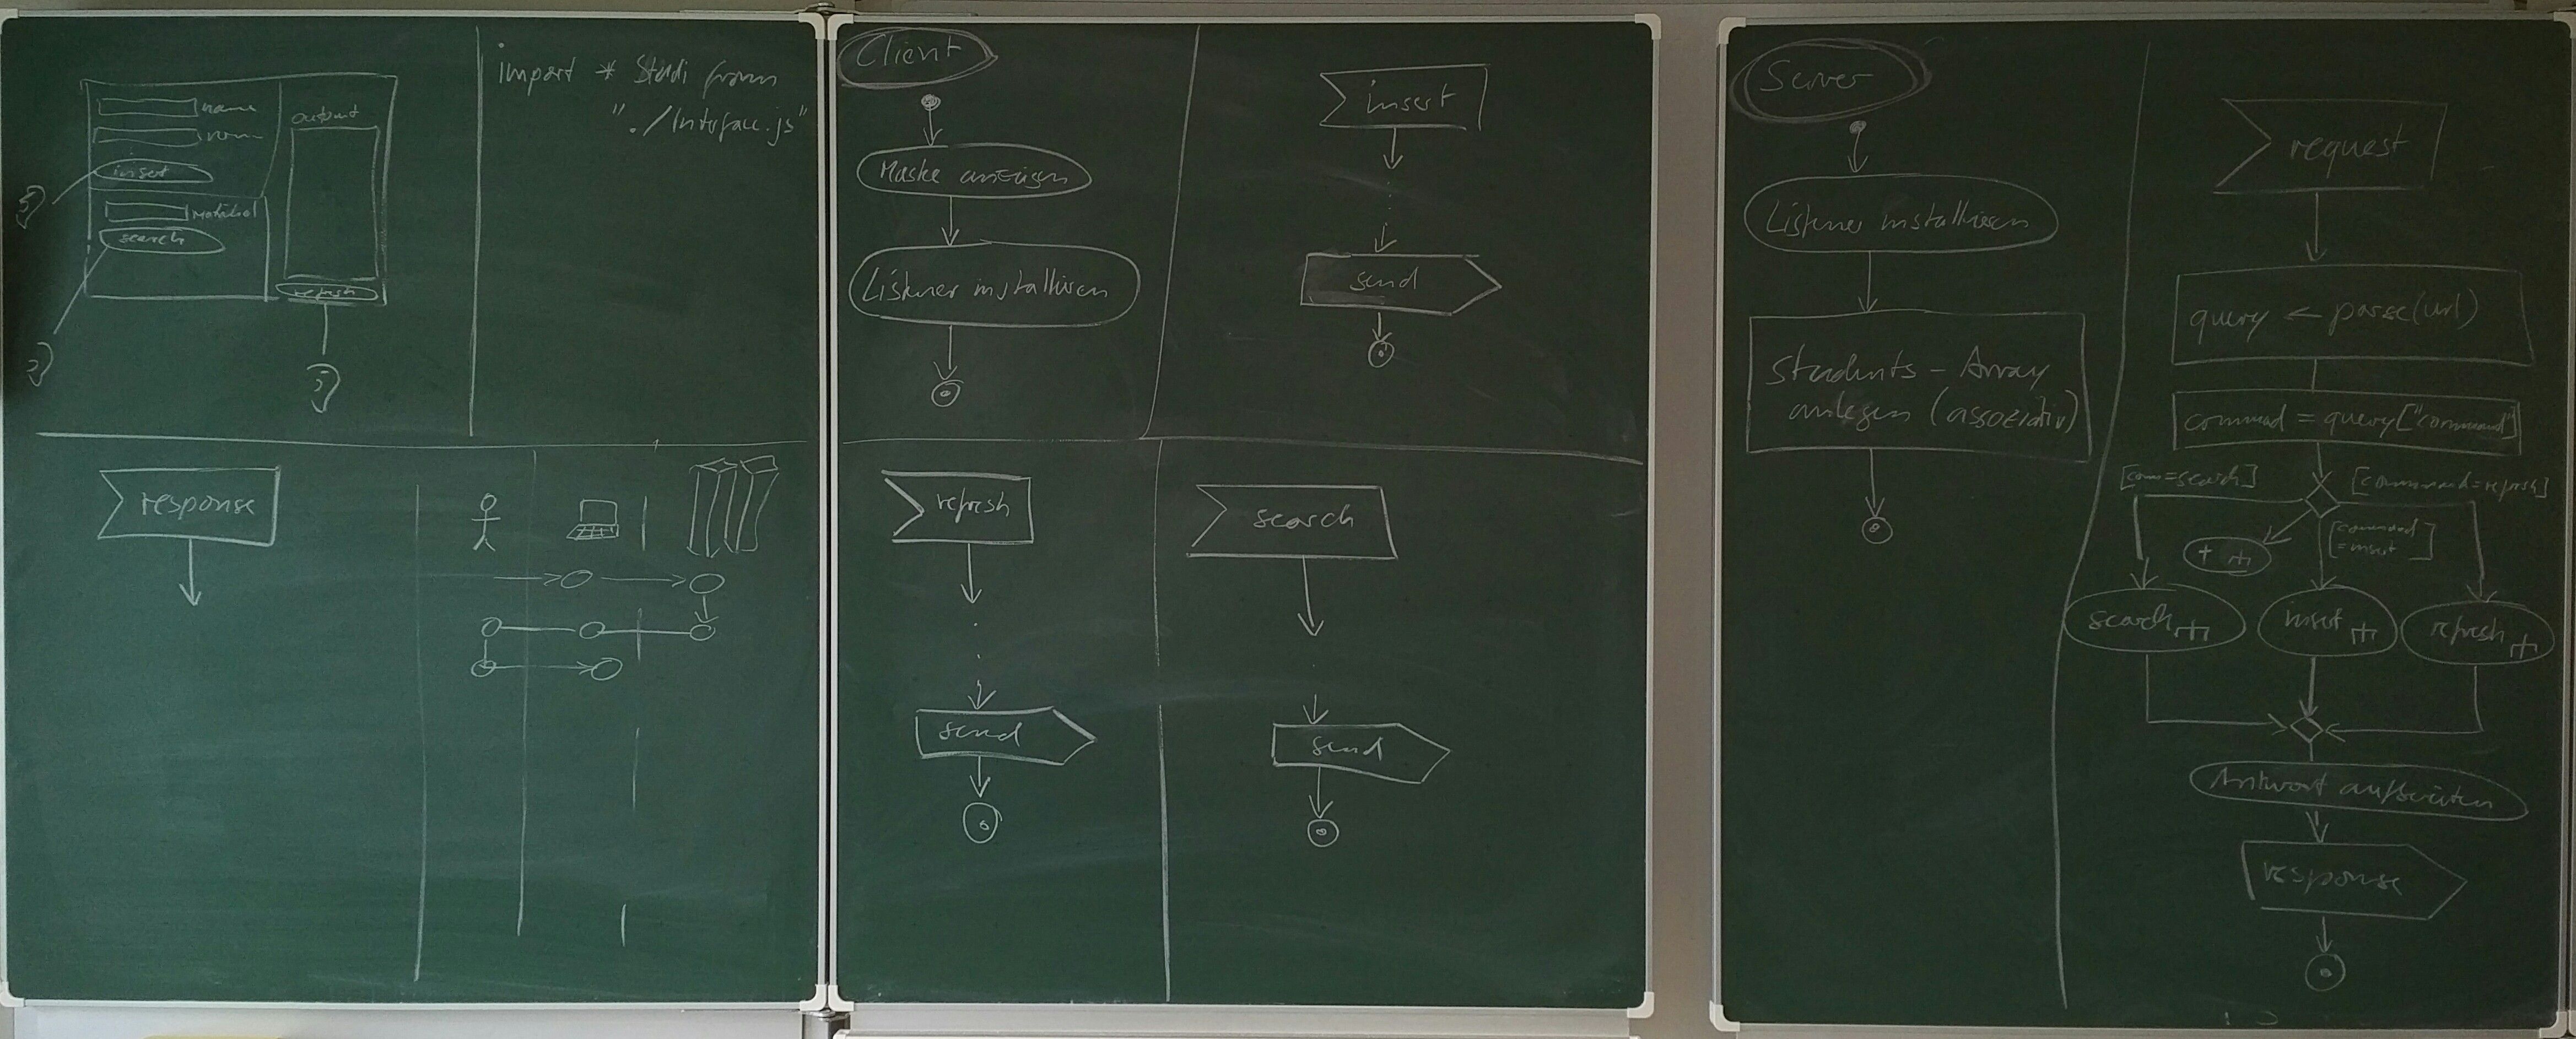 name
output
insert
Matrikel
search
refresh
import * Studi from
"./Interface.js"
response
Client
Maske anzeigen
Listener installieren
insert
send
refresh
send
search
send
Server
Listener installieren
Students - Array
anlegen (assoziativ)
request
query ← parse(url)
command = query["command"]
[com=search]
[command=refresh]
[command
=insert]
+
search
insert
refresh
Antwort aufbereiten
response